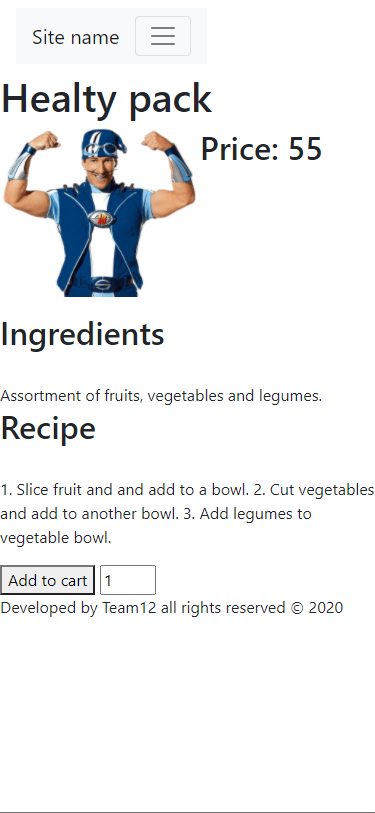 Site name
Healty pack
Price: 55
Ingredients
Assortment of fruits, vegetables and legumes.
Recipe
1. Slice fruit and and add to a bowl. 2. Cut vegetables
and add to another bowl. 3. Add legumes to
vegetable bowl.
Add to cart 1
Developed by Team12 all rights reserved © 2020